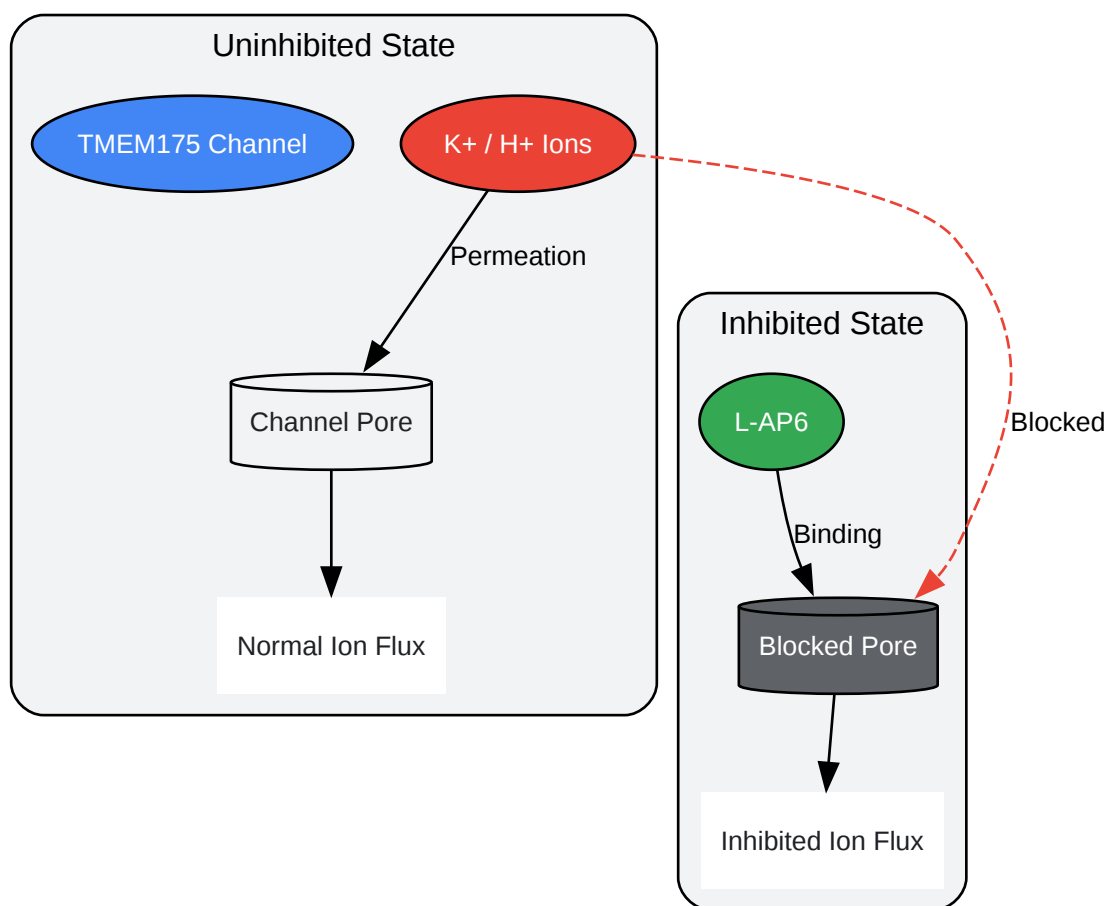 Uninhibited State
TMEM175 Channel
K+ / H+ Ions
Permeation
Channel Pore
Normal Ion Flux
Inhibited State
L-AP6
Blocked
Binding
Blocked Pore
Inhibited Ion Flux